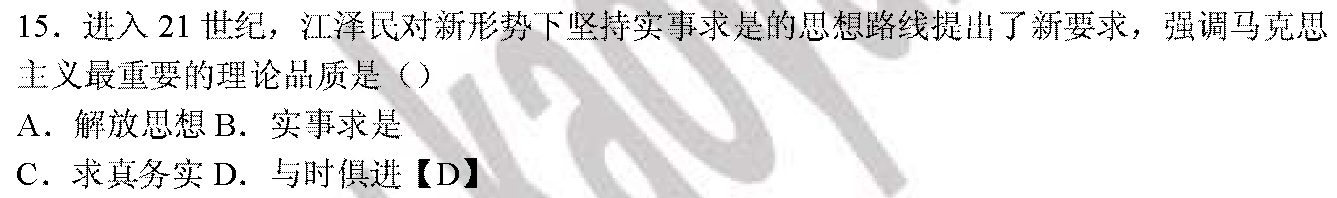 15．进入 21 世纪，江泽民对新形势下坚持实事求是的思想路线提出了新要求，强调马克思
主义最重要的理论品质是（）
A．解放思想 B．实事求是
C．求真务实 D．与时俱进【D】